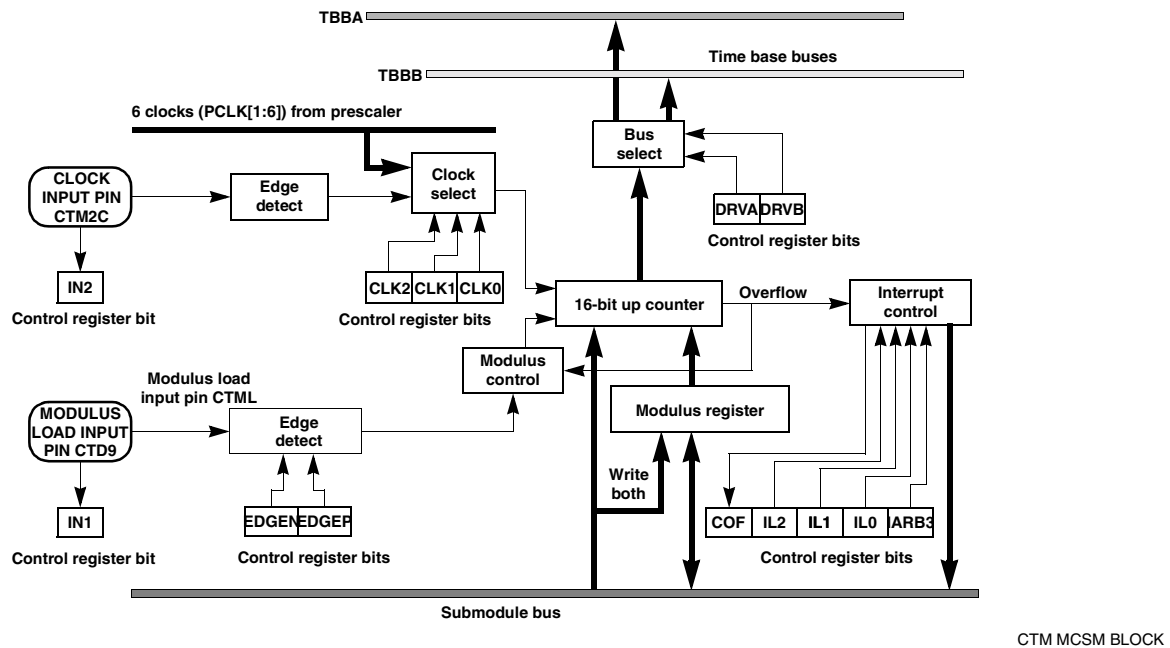 TBBA
Time base buses
TBBB
6 clocks (PCLK[1:6]) from prescaler
Bus
select
CLOCK
INPUT PIN
CTM2C
Edge
detect
Clock
select
DRVA DRVB
Control register bits
IN2
Control register bit
CLK2 CLK1 CLK0
Control register bits
16-bit up counter
Overflow
Interrupt
control
Modulus
control
Modulus load
input pin CTML
MODULUS
LOAD INPUT
PIN CTD9
Edge
detect
Modulus register
Write
both
IN1
Control register bit
EDGEN EDGEP
Control register bits
COF IL2 IL1 IL0 IARB3
Control register bits
Submodule bus
CTM MCSM BLOCK